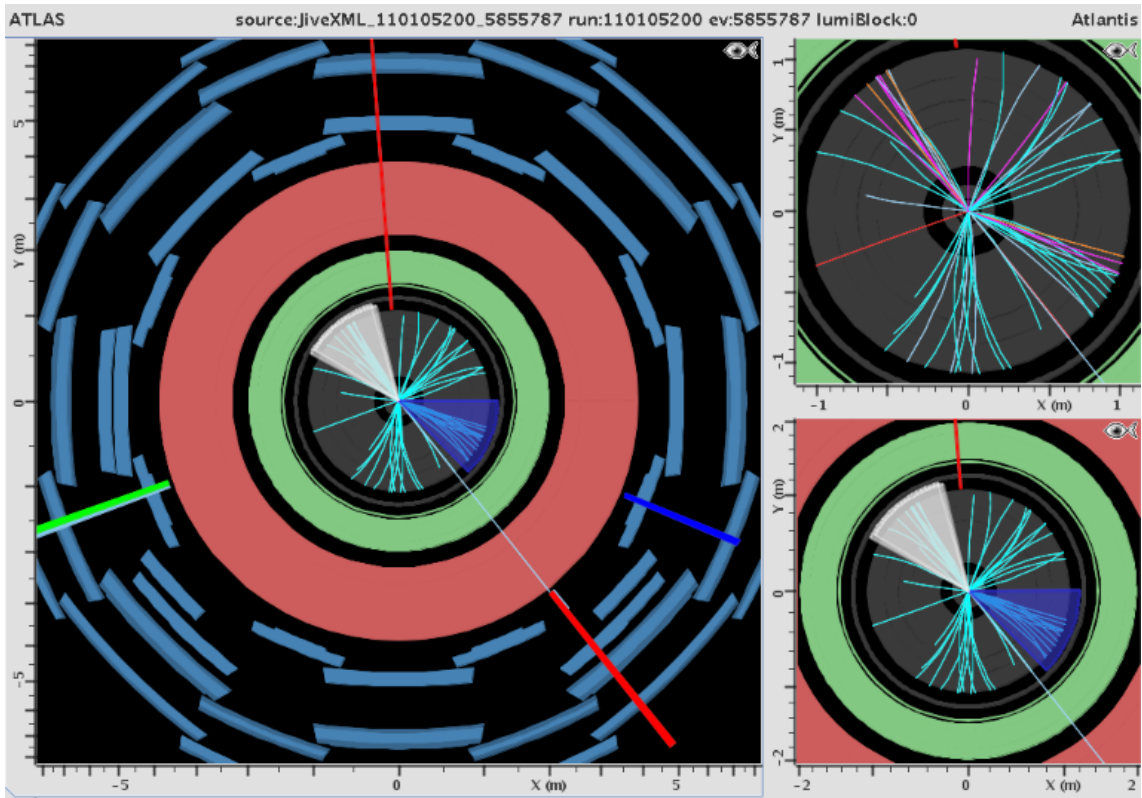 ATLAS source:JiveXML_110105200_5855787 run:110105200 ev:5855787 lumiBlock:0 Atlantis
5
Y (m)
0
-5
-5 0 X (m) 5
1
Y (m)
0
-1
-1 0 X (m) 1
2
Y (m)
0
-2
-2 0 X (m) 2